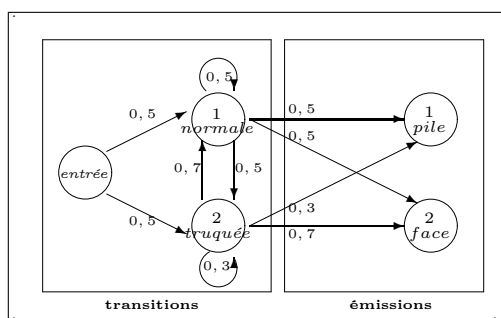 0, 5
1
normale
0, 5
0, 5
1
pile
0, 5
entrée
0, 7
0, 5
0, 5
2
truquée
0, 3
0, 7
2
face
0, 3
transitions
émissions